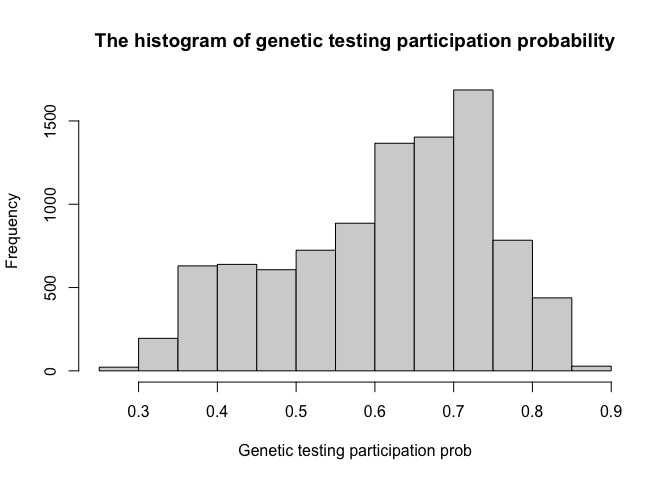 The histogram of genetic testing participation probability
Frequency
1500
1000
500
0
0.3 0.4 0.5 0.6 0.7 0.8 0.9
Genetic testing participation prob